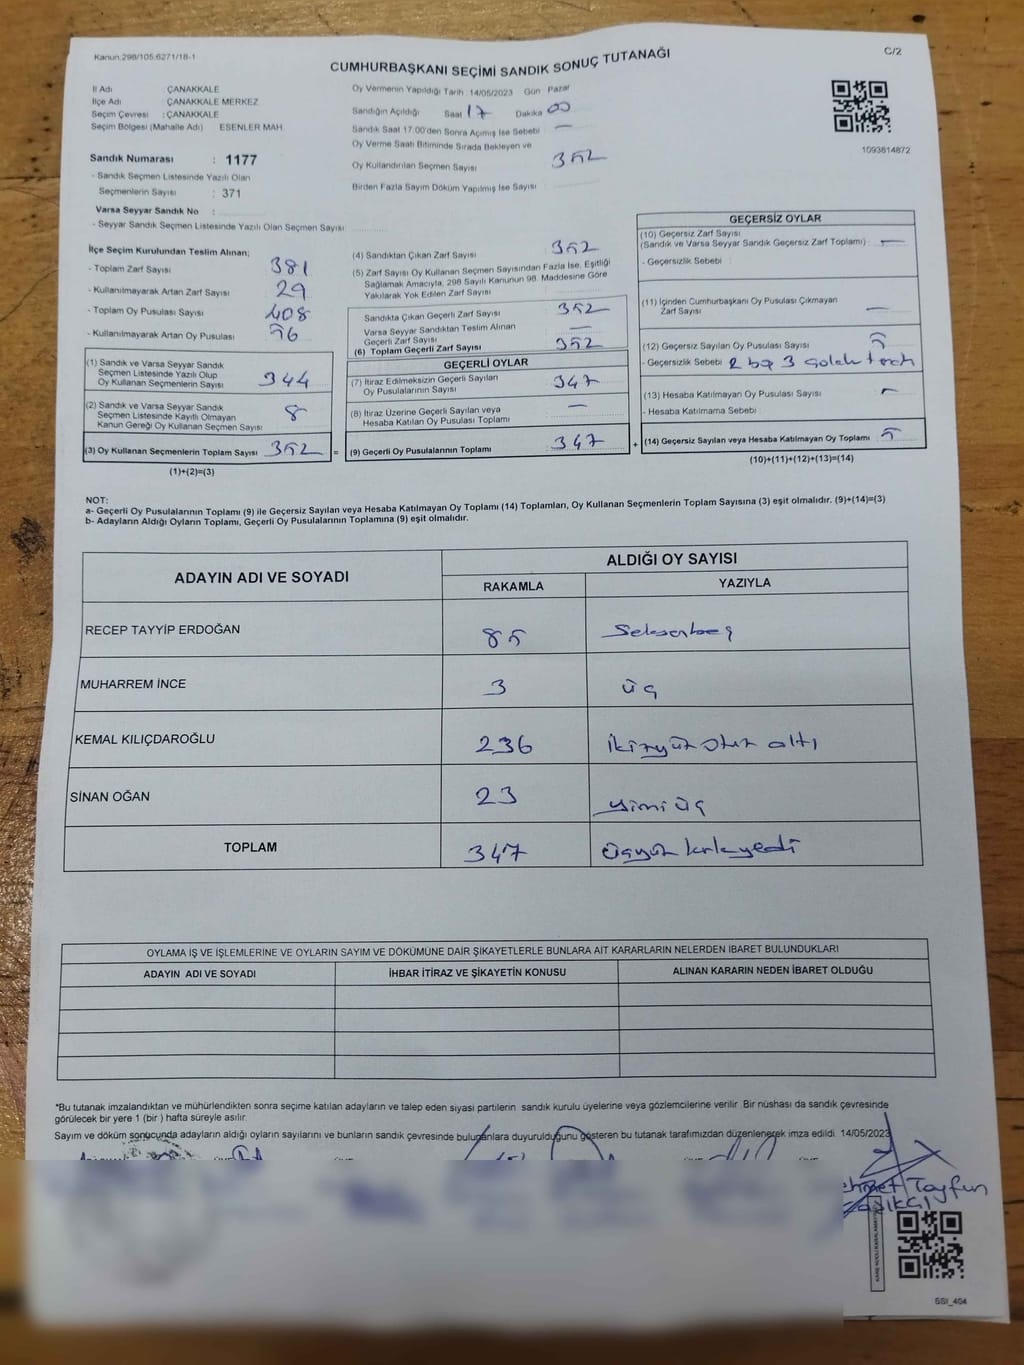 Kanun:298/105.6271/18-1
CUMHURBAŞKANI SEÇİMİ SANDIK SONUÇ TUTANAĞI
C/2
İl Adı : ÇANAKKALE
İlçe Adı : ÇANAKKALE MERKEZ
Seçim Çevresi : ÇANAKKALE
Seçim Bölgesi (Mahalle Adı) ESENLER MAH.
Oy Vermenin Yapıldığı Tarih :14/05/2023 Gün : Pazar
Sandığın Açıldığı Saat 17 Dakika 00
Sandık Saat 17.00'den Sonra Açımış İse Sebebi : —
Oy Verme Saati Bitiminde Sırada Bekleyen ve
Oy Kullandırılan Seçmen Sayısı : 352
Birden Fazla Sayım Döküm Yapılmış İse Sayısı :
1093814872
Sandık Numarası : 1177
- Sandık Seçmen Listesinde Yazılı Olan
Seçmenlerin Sayısı : 371
Varsa Seyyar Sandık No :
- Seyyar Sandık Seçmen Listesinde Yazılı Olan Seçmen Sayısı:
İlçe Seçim Kurulundan Teslim Alınan;
- Toplam Zarf Sayısı : 381
- Kullanılmayarak Artan Zarf Sayısı : 29
- Toplam Oy Pusulası : 408
- Kullanılmayarak Artan Oy Pusulası : 56
(1) Sandık ve Varsa Seyyar Sandık
Seçmen Listesinde Yazılı Olup
Oy Kullanan Seçmenlerin Sayısı : 344
(2) Sandık ve Varsa Seyyar Sandık
Seçmen Listesinde Kayıtlı Olmayan
Kanun Gereği Oy Kullanan Seçmen Sayısı : 8
(3) Oy Kullanan Seçmenlerin Toplam Sayısı : 352
(1)+(2)=(3)
(4) Sandıktan Çıkan Zarf Sayısı : 352
(5) Zarf Sayısı Oy Kullanan Seçmen Sayısından Fazla İse, Eşitliği
Sağlamak Amacıyla, 298 Sayılı Kanunun 98. Maddesine Göre
Yakılarak Yok Edilen Zarf Sayısı :
Sandıkta Çıkan Geçerli Zarf Sayısı : 352
Varsa Seyyar Sandıktan Teslim Alınan
Geçerli Zarf Sayısı : —
(6) Toplam Geçerli Zarf Sayısı : 352
GEÇERLİ OYLAR
(7) İtiraz Edilmeksizin Geçerli Sayılan
Oy Pusulalarının Sayısı : 347
(8) İtiraz Üzerine Geçerli Sayılan veya
Hesaba Katılan Oy Pusulası Toplamı : —
= (9) Geçerli Oy Pusulalarının Toplamı : 347
GEÇERSİZ OYLAR
(10) Geçersiz Zarf Sayısı
(Sandık ve Varsa Seyyar Sandık Geçersiz Zarf Toplamı) : —
- Geçersizlik Sebebi :
(11) İçinden Cumhurbaşkanı Oy Pusulası Çıkmayan
Zarf Sayısı : —
(12) Geçersiz Sayılan Oy Pusulası Sayısı : 5
- Geçersizlik Sebebi : 2 boş 3
(13) Hesaba Katılmayan Oy Pusulası Sayısı : —
- Hesaba Katılmama Sebebi :
+ (14) Geçersiz Sayılan veya Hesaba Katılmayan Oy Toplamı : 5
(10)+(11)+(12)+(13)=(14)
NOT:
a- Geçerli Oy Pusulalarının Toplamı (9) ile Geçersiz Sayılan veya Hesaba Katılmayan Oy Toplamı (14) Toplamları, Oy Kullanan Seçmenlerin Toplam Sayısına (3) eşit olmalıdır. (9)+(14)=(3)
b- Adayların Aldığı Oyların Toplamı, Geçerli Oy Pusulalarının Toplamına (9) eşit olmalıdır.
ADAYIN ADI VE SOYADI
ALDIĞI OY SAYISI
RAKAMLA YAZIYLA
RECEP TAYYİP ERDOĞAN 85 Seksenbeş
MUHARREM İNCE 3 üç
KEMAL KILIÇDAROĞLU 236 ikiyüz otuz altı
SİNAN OĞAN 23 yirmi üç
TOPLAM 347 üçyüz kırkyedi
OYLAMA İŞ VE İŞLEMLERİNE VE OYLARIN SAYIM VE DÖKÜMÜNE DAİR ŞİKAYETLERLE BUNLARA AİT KARARLARIN NELERDEN İBARET BULUNDUKLARI
ADAYIN ADI VE SOYADI İHBAR İTİRAZ VE ŞİKAYETİN KONUSU ALINAN KARARIN NEDEN İBARET OLDUĞU
*Bu tutanak imzalandıktan ve mühürlendikten sonra seçime katılan adayların ve talep eden siyasi partilerin sandık kurulu üyelerine veya gözlemcilerine verilir. Bir nüshası da sandık çevresinde
görülecek bir yere 1 (bir ) hafta süreyle asılır.
Sayım ve döküm sonucunda adayların aldığı oyların sayılarını ve bunların sandık çevresinde bulunanlara duyurulduğunu gösteren bu tutanak tarafımızdan düzenlenerek imza edildi. 14/05/2023
ehmet Tayfun
SSI_404